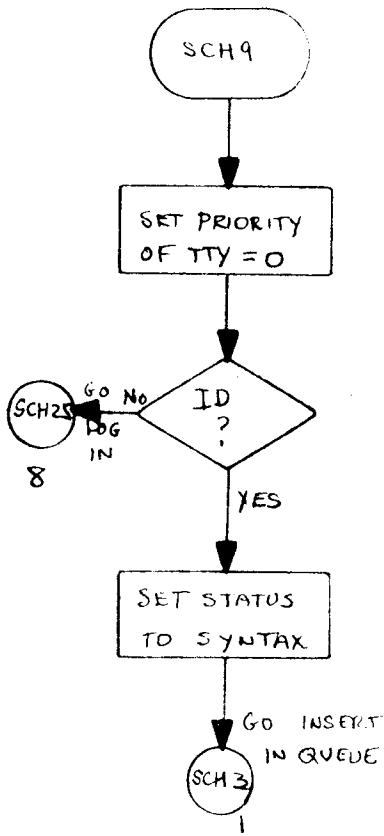 SCH9
SET PRIORITY
OF TTY = 0
ID
?
NO
GO
LOG
IN
SCH25
8
YES
SET STATUS
TO SYNTAX
GO INSERT
IN QUEUE
SCH3
1